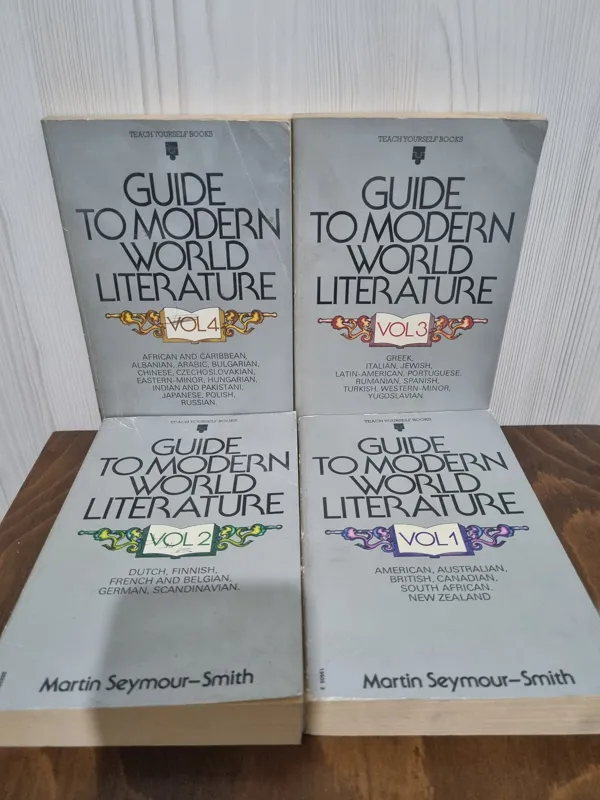 TEACH YOURSELF BOOKS
GUIDE
TO MODERN
WORLD
LITERATURE
VOL 4
AFRICAN AND CARIBBEAN,
ALBANIAN, ARABIC, BULGARIAN,
CHINESE, CZECHOSLOVAKIAN,
EASTERN-MINOR, HUNGARIAN,
INDIAN AND PAKISTANI,
JAPANESE, POLISH,
RUSSIAN.
TEACH YOURSELF BOOKS
GUIDE
TO MODERN
WORLD
LITERATURE
VOL 3
GREEK,
ITALIAN, JEWISH,
LATIN-AMERICAN, PORTUGUESE,
RUMANIAN, SPANISH,
TURKISH, WESTERN-MINOR,
YUGOSLAVIAN.
TEACH YOURSELF BOOKS
GUIDE
TO MODERN
WORLD
LITERATURE
VOL 2
DUTCH, FINNISH,
FRENCH AND BELGIAN,
GERMAN, SCANDINAVIAN.
Martin Seymour-Smith
TEACH YOURSELF BOOKS
GUIDE
TO MODERN
WORLD
LITERATURE
VOL 1
AMERICAN, AUSTRALIAN,
BRITISH, CANADIAN,
SOUTH AFRICAN.
NEW ZEALAND
Martin Seymour-Smith